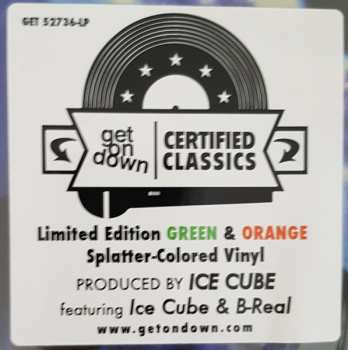 GET 52736-LP
get on down
CERTIFIED CLASSICS
Limited Edition GREEN & ORANGE
Splatter-Colored Vinyl
PRODUCED BY ICE CUBE
featuring Ice Cube & B-Real
www.getondown.com